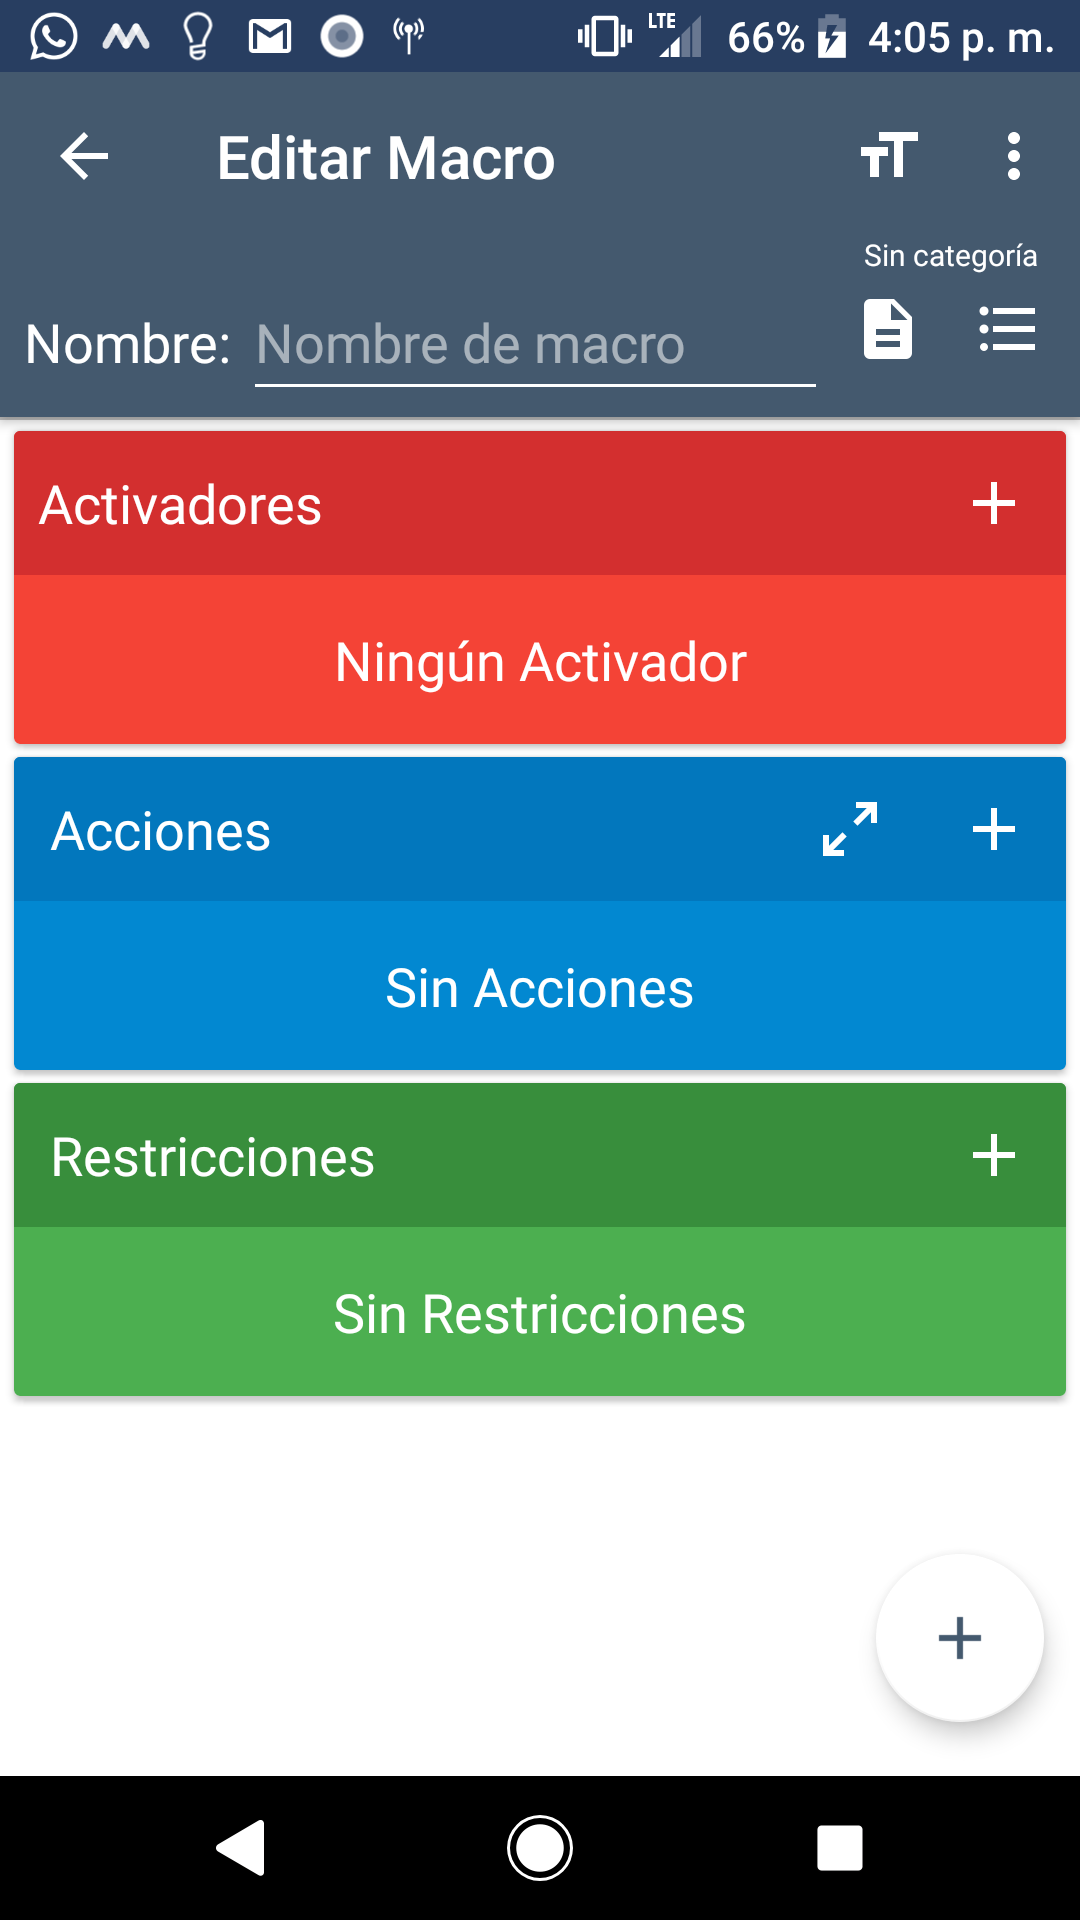 LTE 66% 4:05 p. m.
Editar Macro
Sin categoría
Nombre: Nombre de macro
Activadores
Ningún Activador
Acciones
Sin Acciones
Restricciones
Sin Restricciones